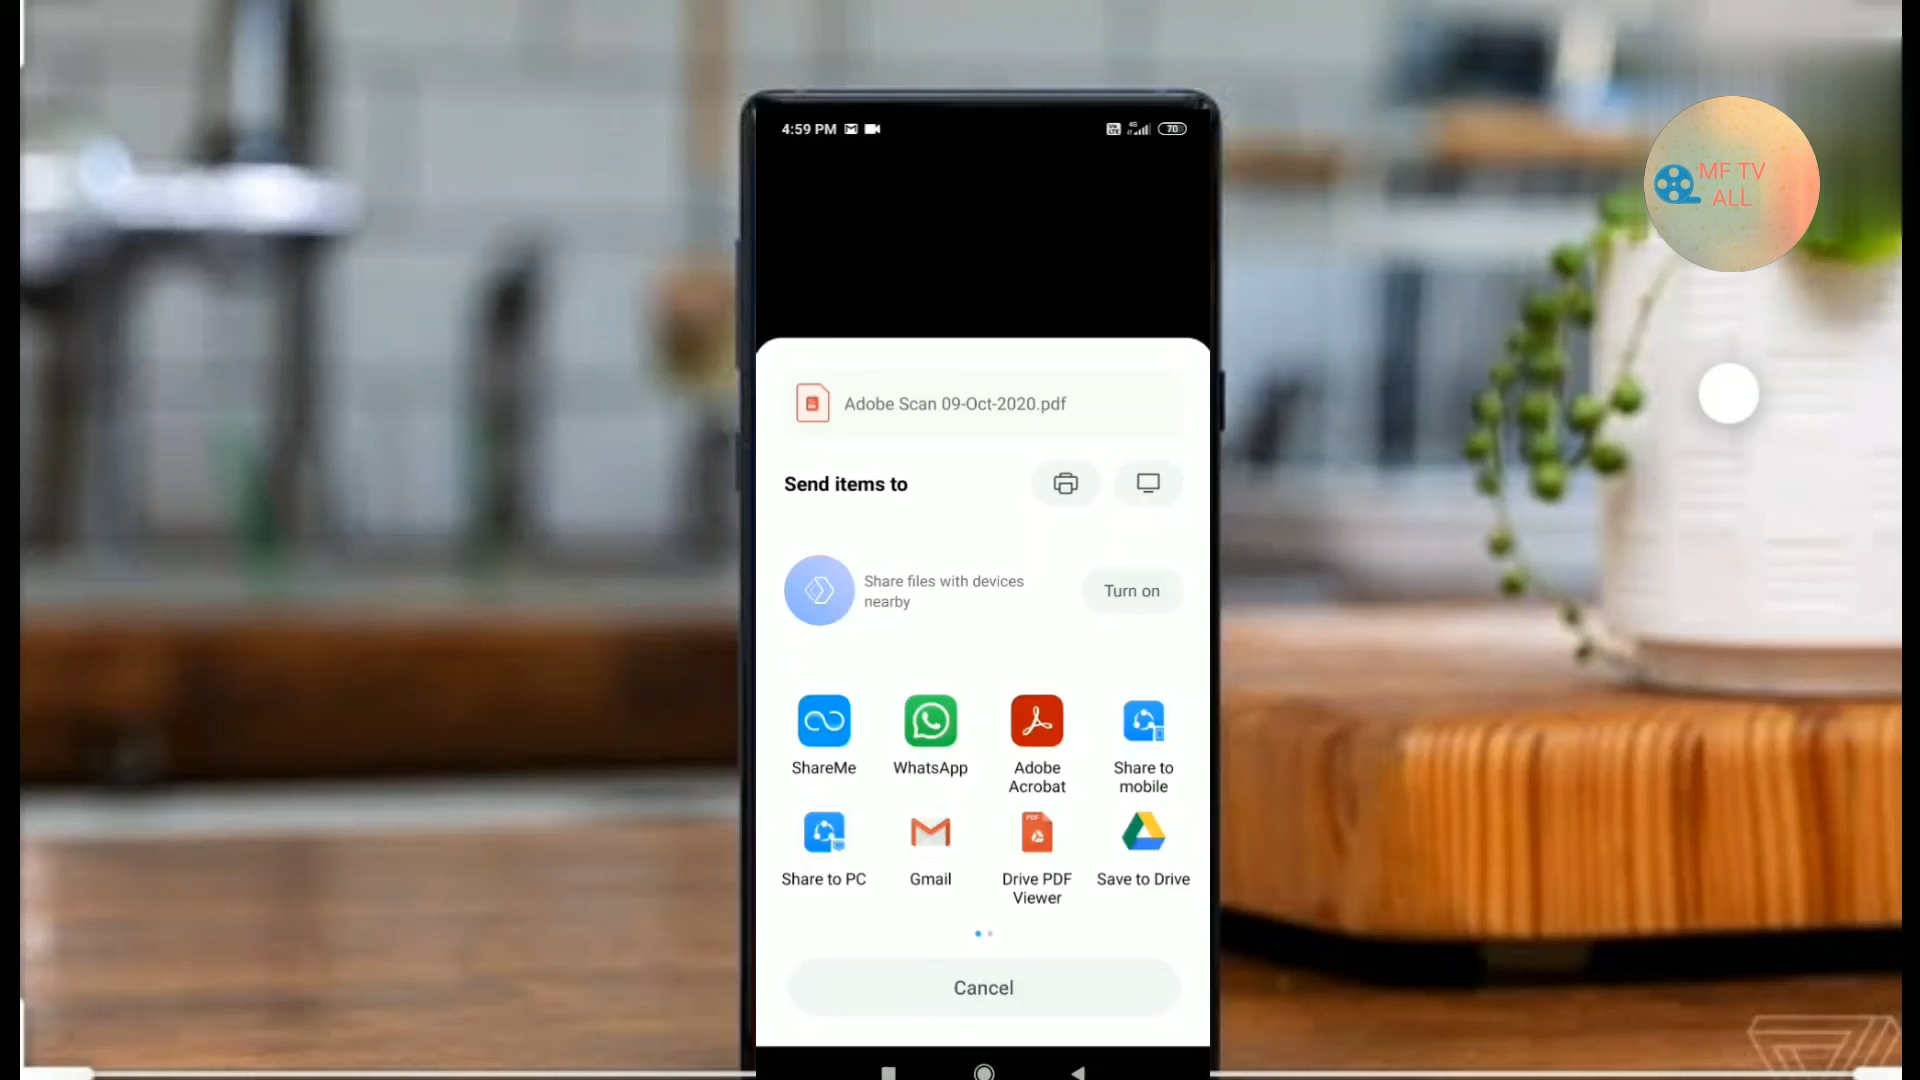 4:59 PM
70
MF TV
ALL
Adobe Scan 09-Oct-2020.pdf
Send items to
Share files with devices
nearby
Turn on
ShareMe
WhatsApp
Adobe
Acrobat
Share to
mobile
PDF
Share to PC
Gmail
Drive PDF
Viewer
Save to Drive
Cancel